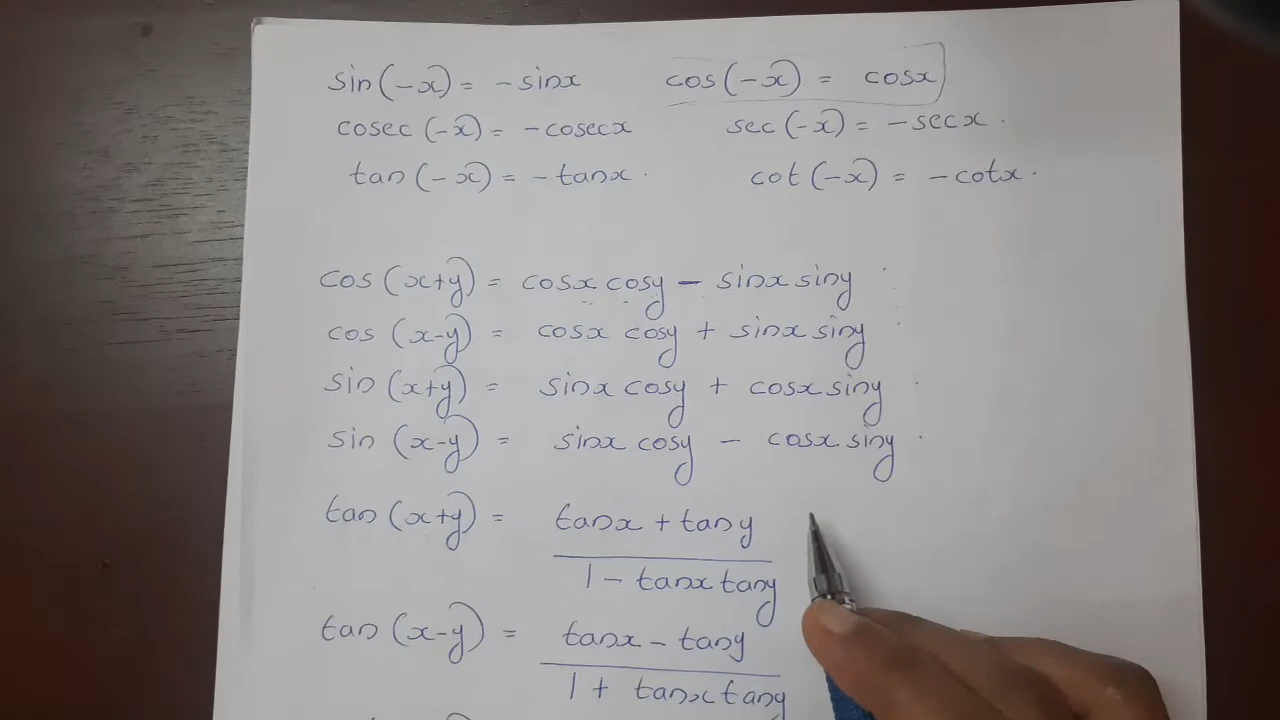 sin(-x) = -sinx cos(-x) = cosx
cosec(-x) = -cosecx sec(-x) = -secx.
tan(-x) = -tanx. cot(-x) = -cotx.
cos(x+y) = cosx cosy - sinx siny
cos(x-y) = cosx cosy + sinx siny
sin(x+y) = sinx cosy + cosx siny
sin(x-y) = sinx cosy - cosx siny
tan(x+y) = tanx + tany
1 - tanx tany
tan(x-y) = tanx - tany
1 + tanx tany